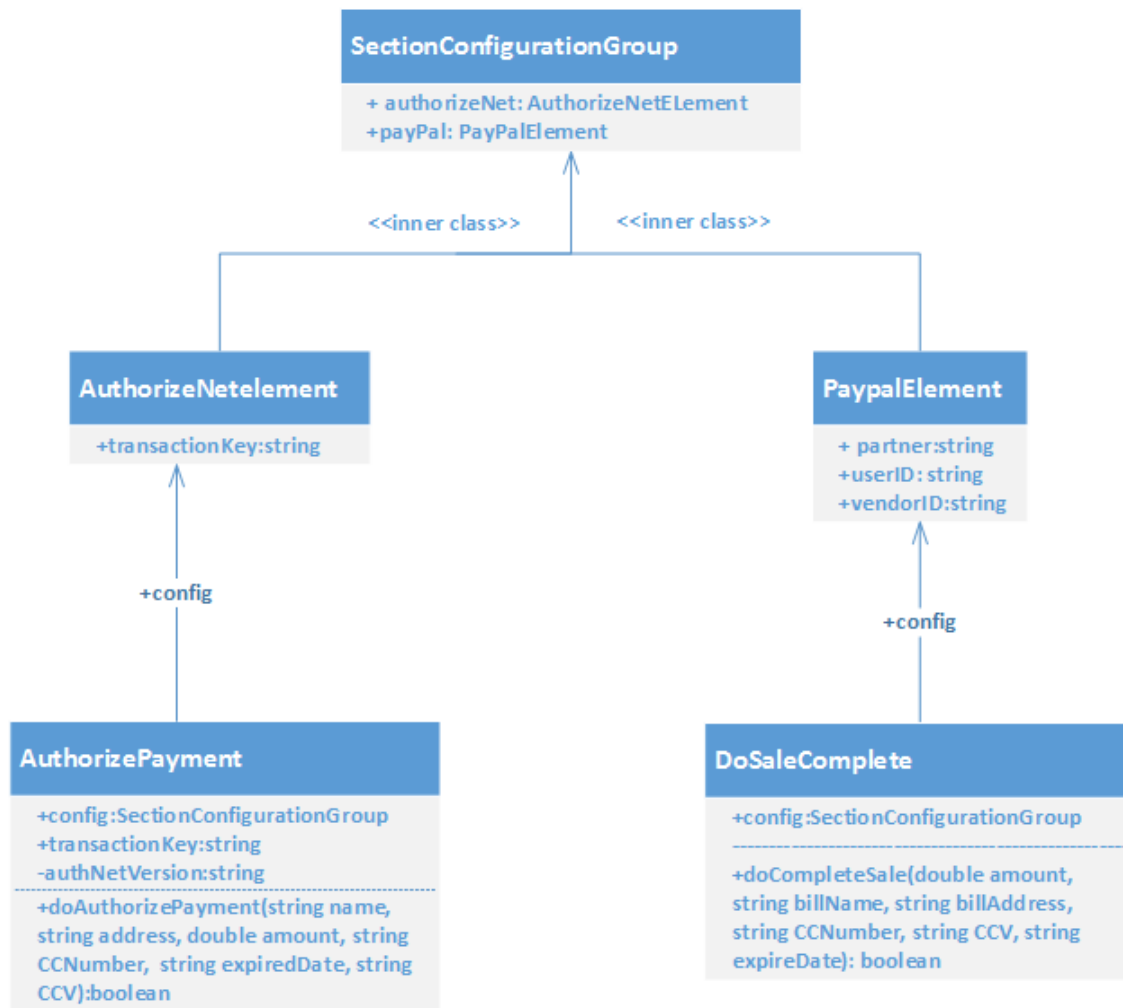 SectionConfigurationGroup
+ authorizeNet: AuthorizeNetELement
+payPal: PayPalElement
<<inner class>>
<<inner class>>
AuthorizeNetelement
+transactionKey:string
PaypalElement
+ partner:string
+userID: string
+vendorID:string
+config
+config
AuthorizePayment
+config:SectionConfigurationGroup
+transactionKey:string
-authNetVersion:string
+doAuthorizePayment(string name,
string address, double amount, string
CCNumber,  string expiredDate, string
CCV):boolean
DoSaleComplete
+config:SectionConfigurationGroup
+doCompleteSale(double amount,
string billName, string billAddress,
string CCNumber, string CCV, string
expireDate): boolean